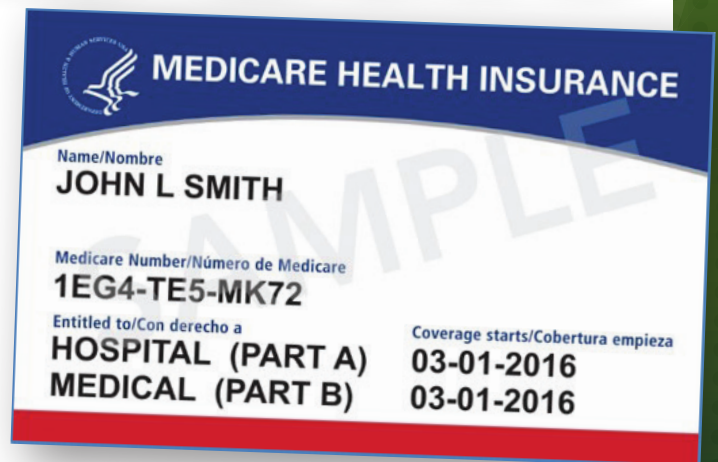 MEDICARE HEALTH INSURANCE
Name/Nombre
JOHN L SMITH
Medicare Number/Número de Medicare
1EG4-TE5-MK72
Entitled to/Con derecho a
HOSPITAL (PART A)
MEDICAL (PART B)
Coverage starts/Cobertura empieza
03-01-2016
03-01-2016
SAMPLE